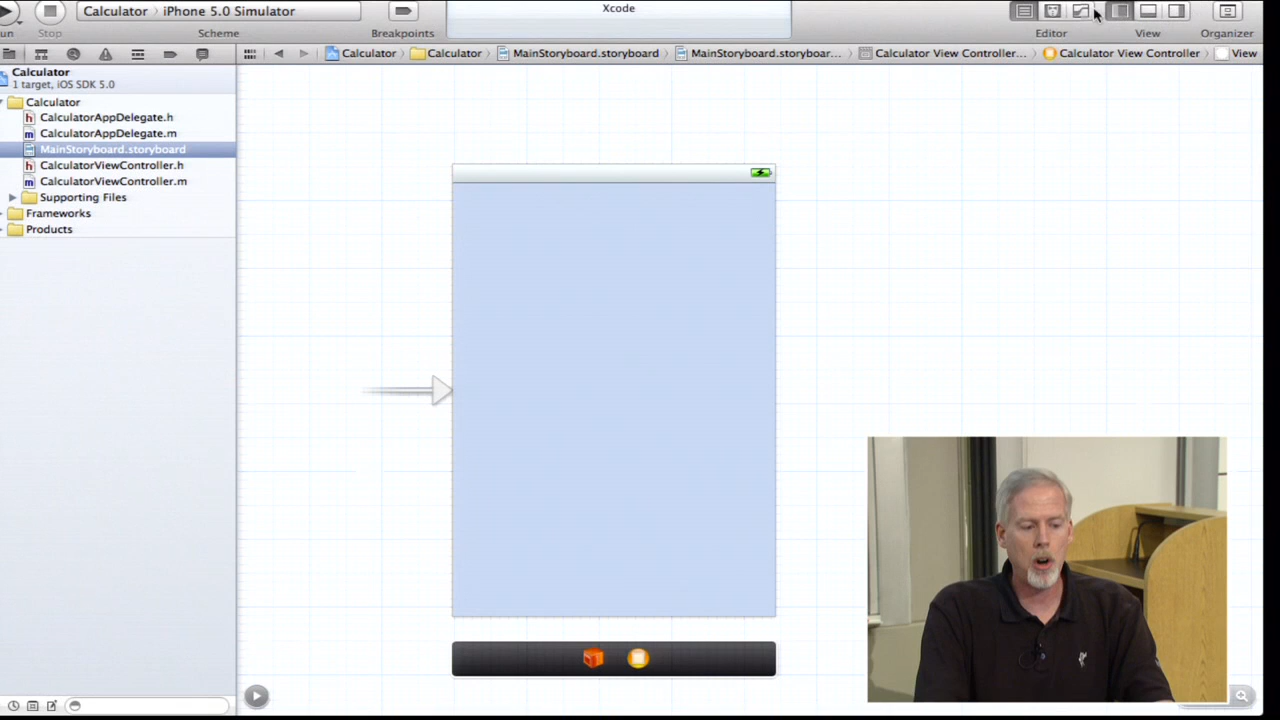 Calculator › iPhone 5.0 Simulator
Xcode
un
Stop
Scheme
Breakpoints
Editor
View
Organizer
Calculator
Calculator
MainStoryboard.storyboard
MainStoryboard.storyboar...
Calculator View Controller...
Calculator View Controller
View
Calculator
1 target, iOS SDK 5.0
Calculator
CalculatorAppDelegate.h
CalculatorAppDelegate.m
MainStoryboard.storyboard
CalculatorViewController.h
CalculatorViewController.m
Supporting Files
Frameworks
Products